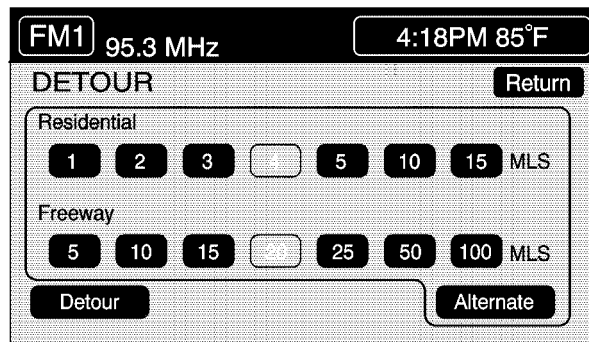 FM1 95.3 MHz 4:18PM 85°F
DETOUR Return
Residential
1 2 3 4 5 10 15 MLS
Freeway
5 10 15 20 25 50 100 MLS
Detour Alternate